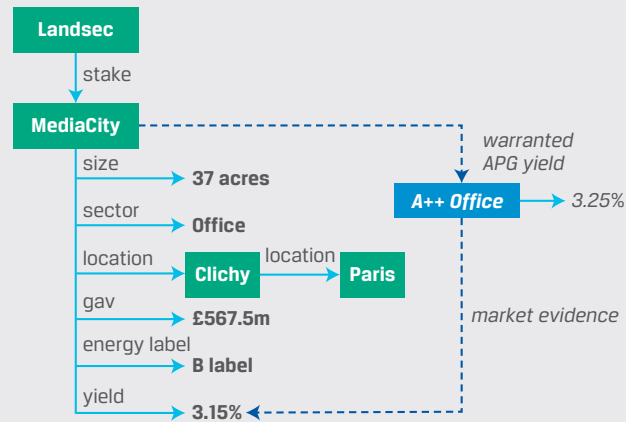 Landsec
stake
MediaCity
warranted
APG yield
size
37 acres
A++ Office
3.25%
sector
Office
location
Clichy
location
Paris
gav
£567.5m
market evidence
energy label
B label
yield
3.15%